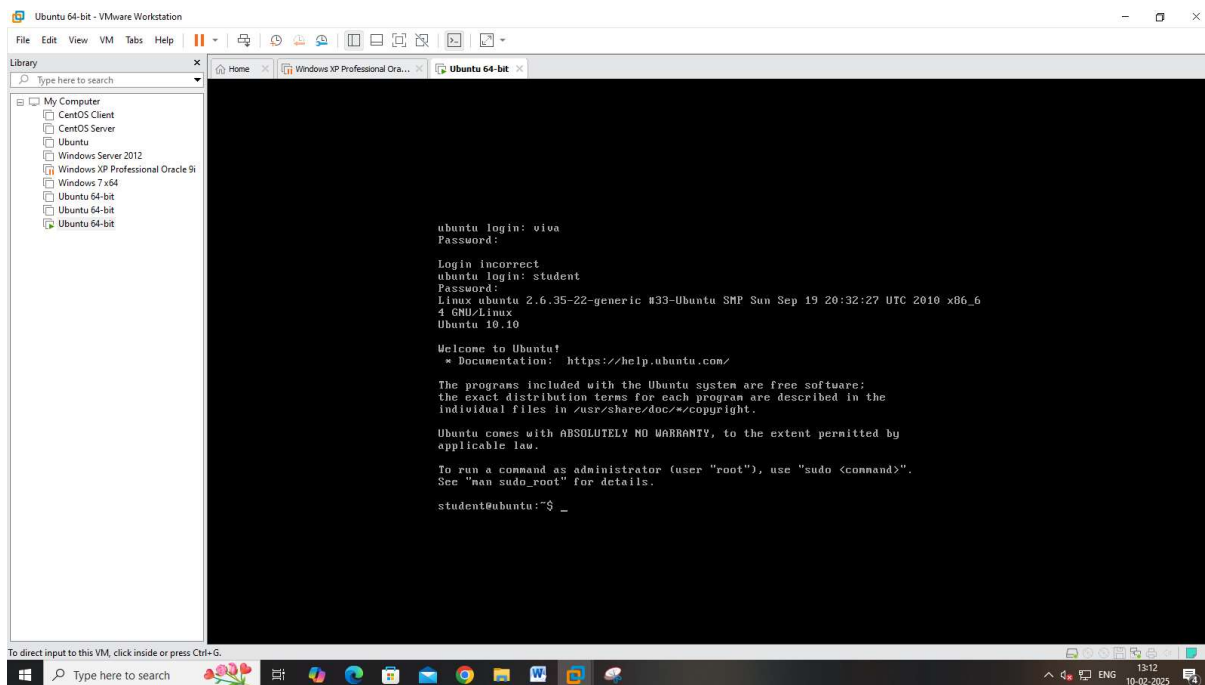 Ubuntu 64-bit - VMware Workstation
File Edit View VM Tabs Help
Library
Home
Windows XP Professional Ora...
Ubuntu 64-bit
Type here to search
My Computer
CentOS Client
CentOS Server
Ubuntu
Windows Server 2012
Windows XP Professional Oracle 9i
Windows 7 x64
Ubuntu 64-bit
Ubuntu 64-bit
Ubuntu 64-bit
ubuntu login: viva
Password:
Login incorrect
ubuntu login: student
Password:
Linux ubuntu 2.6.35-22-generic #33-Ubuntu SMP Sun Sep 19 20:32:27 UTC 2010 x86_6
4 GNU/Linux
Ubuntu 10.10
Welcome to Ubuntu!
* Documentation: https://help.ubuntu.com/
The programs included with the Ubuntu system are free software;
the exact distribution terms for each program are described in the
individual files in /usr/share/doc/*/copyright.
Ubuntu comes with ABSOLUTELY NO WARRANTY, to the extent permitted by
applicable law.
To run a command as administrator (user "root"), use "sudo <command>".
See "man sudo_root" for details.
student@ubuntu:~$ _
To direct input to this VM, click inside or press Ctrl+G.
Type here to search
ENG
13:12
10-02-2025
4